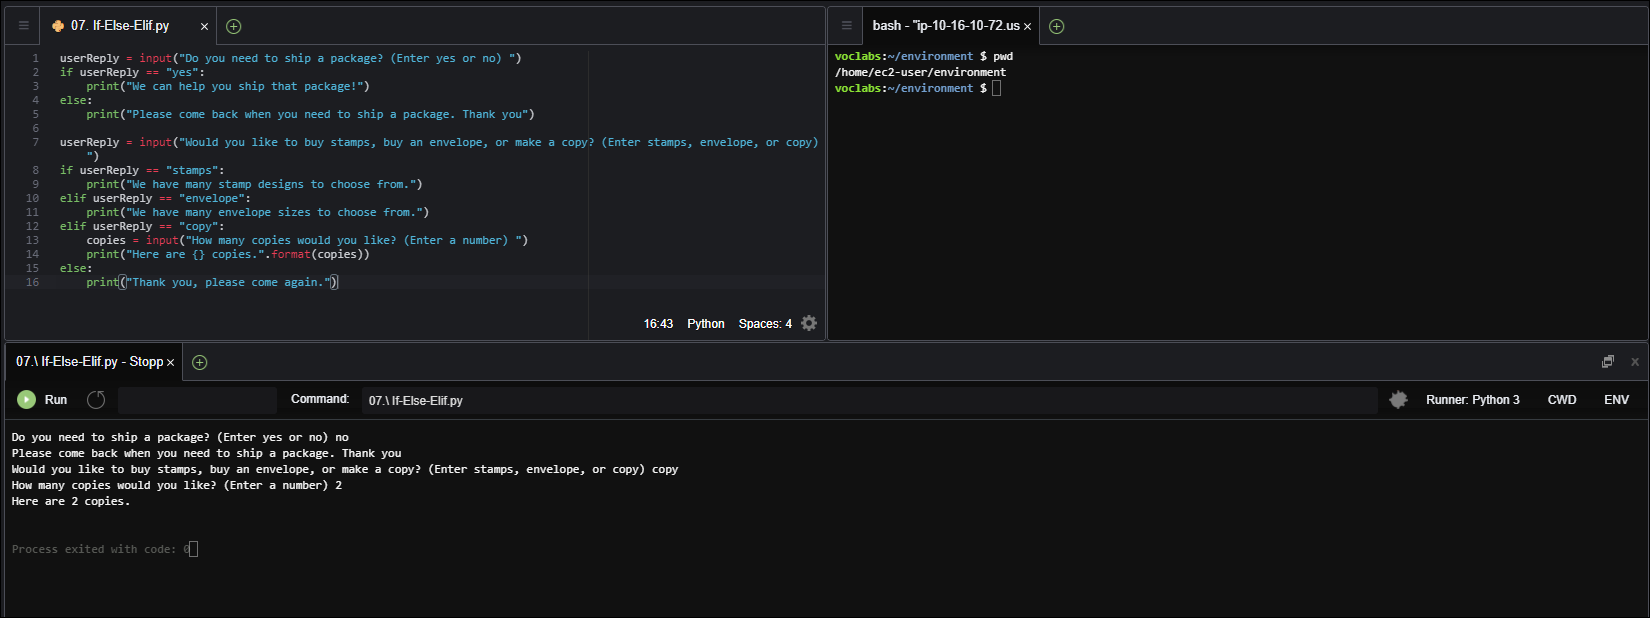 07. If-Else-Elif.py ×
1 userReply = input("Do you need to ship a package? (Enter yes or no) ")
2 if userReply == "yes":
3     print("We can help you ship that package!")
4 else:
5     print("Please come back when you need to ship a package. Thank you")
6
7 userReply = input("Would you like to buy stamps, buy an envelope, or make a copy? (Enter stamps, envelope, or copy)
")
8 if userReply == "stamps":
9     print("We have many stamp designs to choose from.")
10 elif userReply == "envelope":
11     print("We have many envelope sizes to choose from.")
12 elif userReply == "copy":
13     copies = input("How many copies would you like? (Enter a number) ")
14     print("Here are {} copies.".format(copies))
15 else:
16     print("Thank you, please come again.")
16:43 Python Spaces: 4
bash - "ip-10-16-10-72.us ×
voclabs:~/environment $ pwd
/home/ec2-user/environment
voclabs:~/environment $
07.\ If-Else-Elif.py - Stopp ×
Run Command: 07.\ If-Else-Elif.py Runner: Python 3 CWD ENV
Do you need to ship a package? (Enter yes or no) no
Please come back when you need to ship a package. Thank you
Would you like to buy stamps, buy an envelope, or make a copy? (Enter stamps, envelope, or copy) copy
How many copies would you like? (Enter a number) 2
Here are 2 copies.
Process exited with code: 0